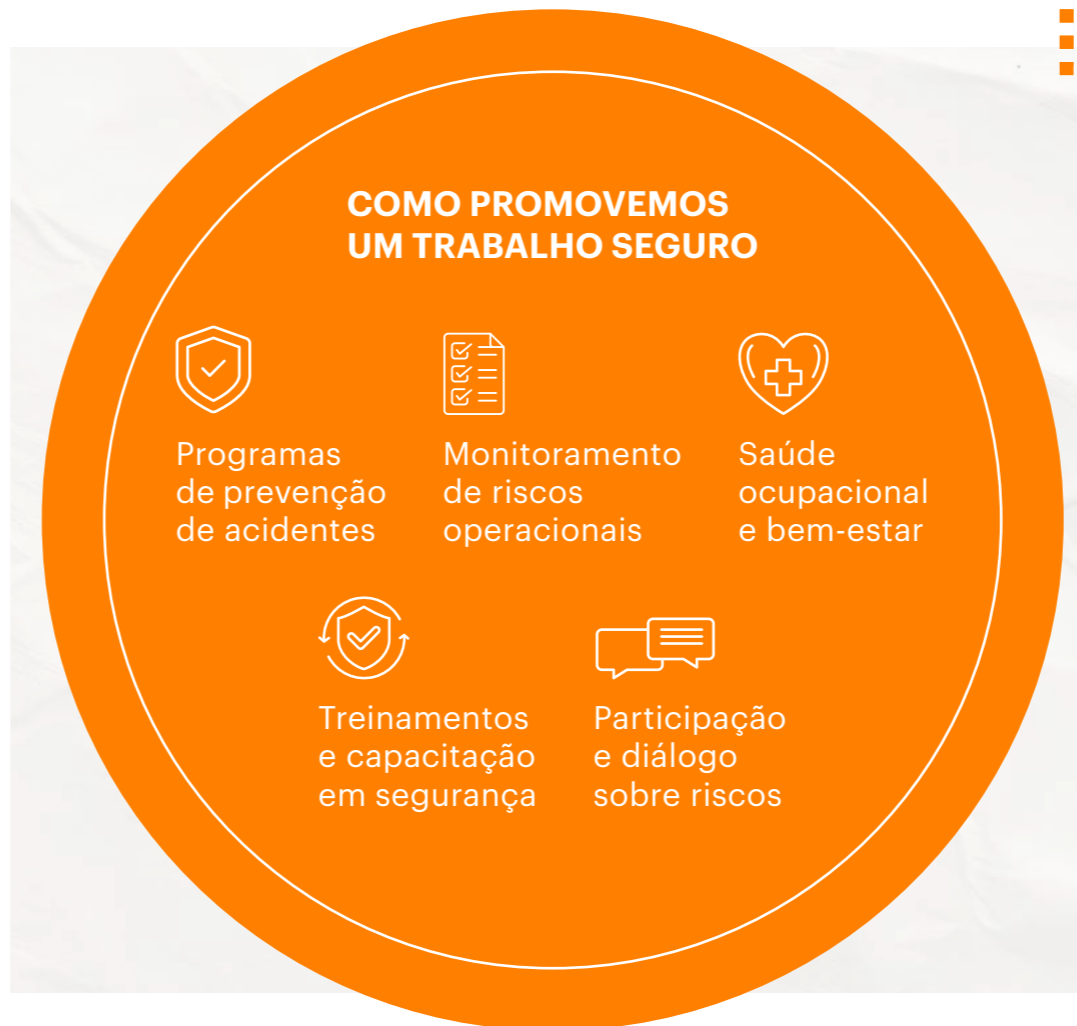 COMO PROMOVEMOS
UM TRABALHO SEGURO
Programas
de prevenção
de acidentes
Monitoramento
de riscos
operacionais
Saúde
ocupacional
e bem-estar
Treinamentos
e capacitação
em segurança
Participação
e diálogo
sobre riscos